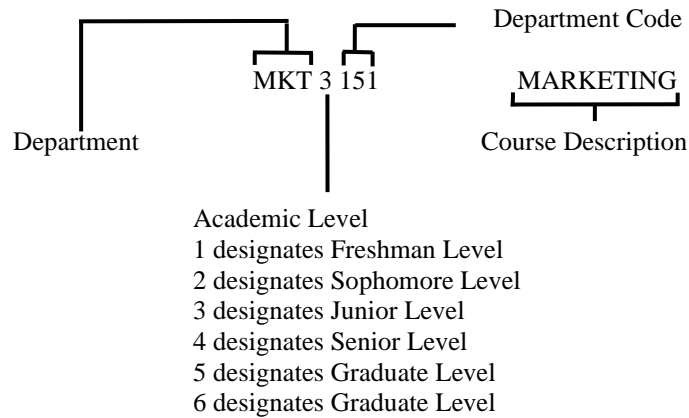 Department Code
MKT 3 151 MARKETING
Department Course Description
Academic Level
1 designates Freshman Level
2 designates Sophomore Level
3 designates Junior Level
4 designates Senior Level
5 designates Graduate Level
6 designates Graduate Level